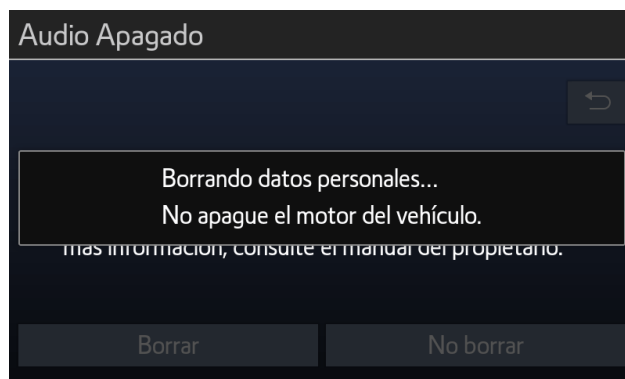 Audio Apagado
Borrando datos personales...
No apague el motor del vehículo.
más información, consulte el manual del propietario.
Borrar
No borrar